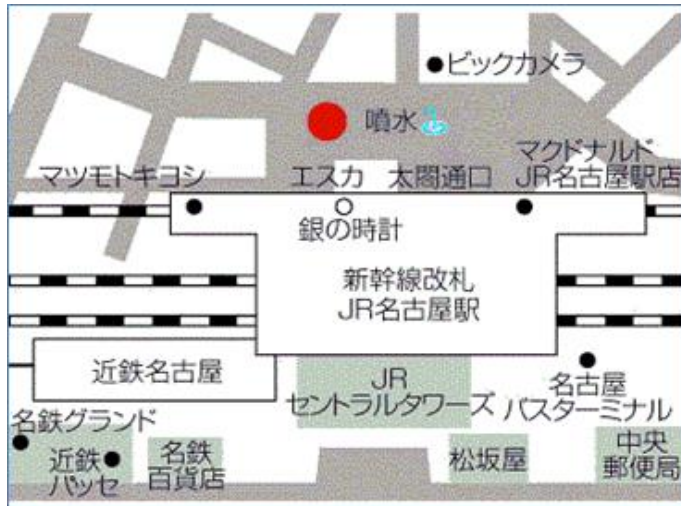 ビックカメラ
噴水
マクドナルド
JR名古屋駅店
マツモトキヨシ
エスカ
太閤通口
銀の時計
新幹線改札
JR名古屋駅
近鉄名古屋
JR
セントラルタワーズ
名古屋
バスターミナル
名鉄グランド
近鉄
パッセ
名鉄
百貨店
松坂屋
中央
郵便局